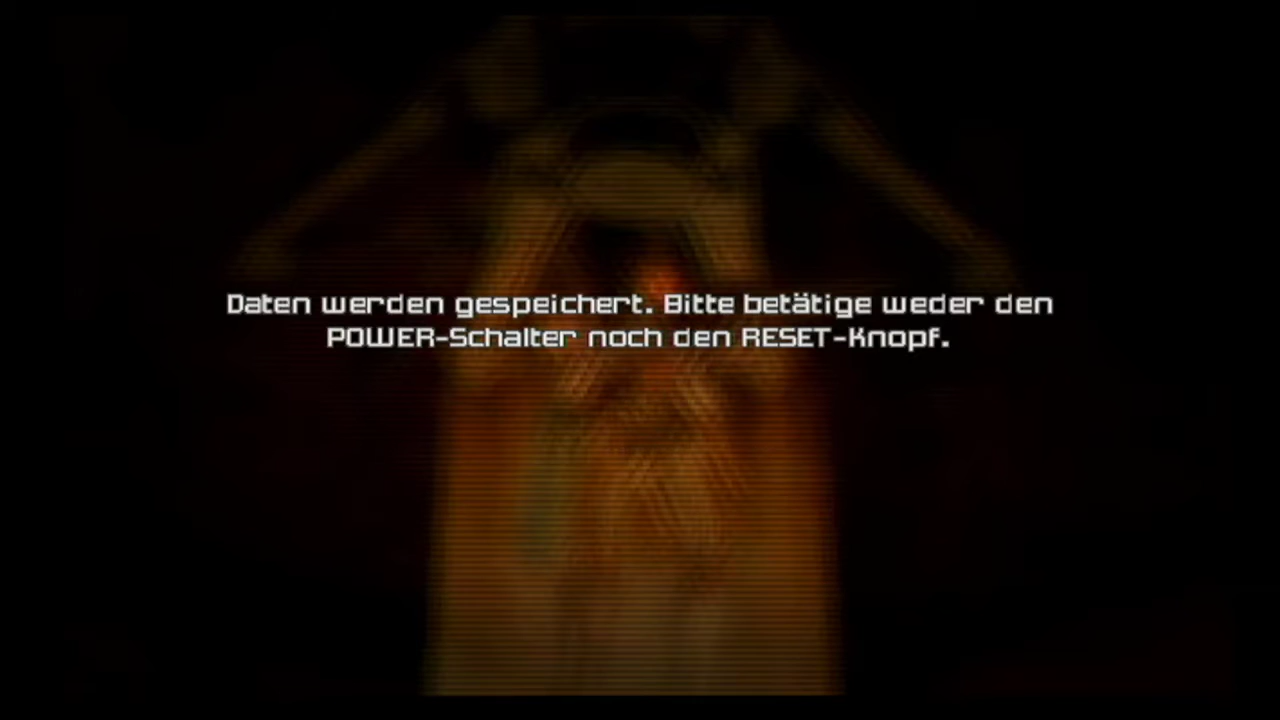 Daten werden gespeichert. Bitte betätige weder den
POWER-Schalter noch den RESET-Knopf.